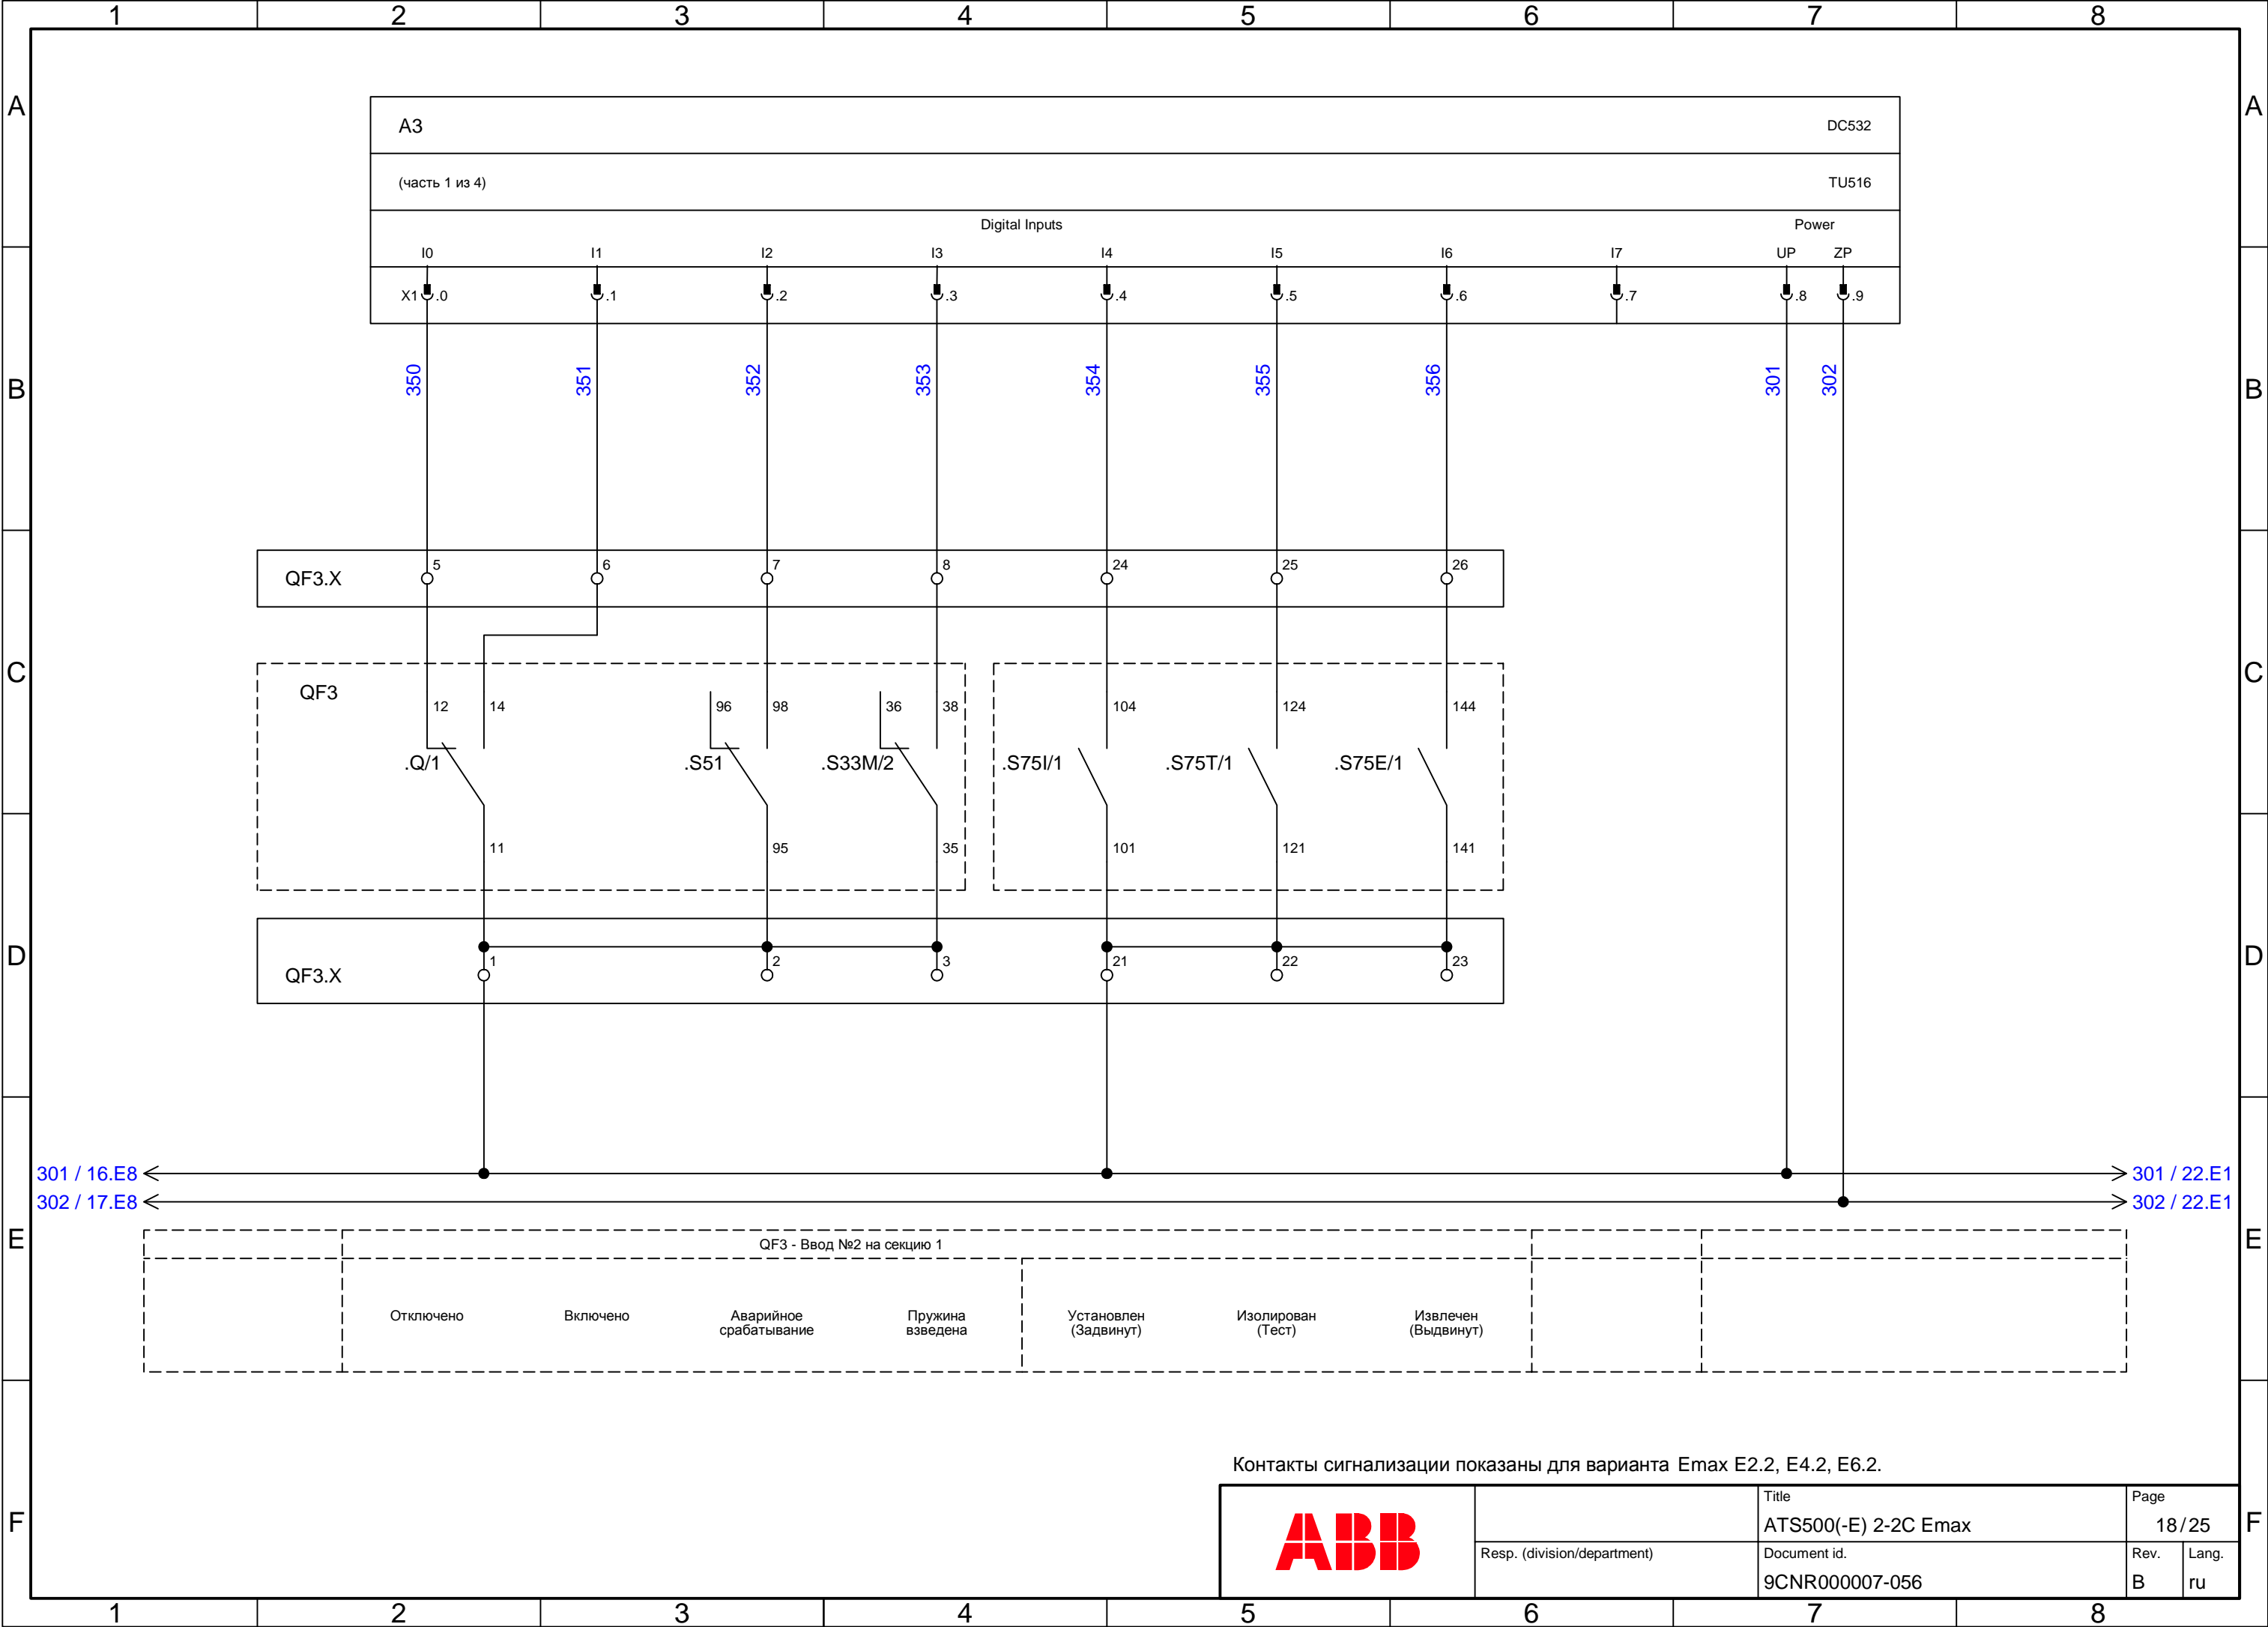 1 2 3 4 5 6 7 8
A A
A3 DC532
(часть 1 из 4) TU516
Digital Inputs Power
I0 I1 I2 I3 I4 I5 I6 I7 UP ZP
X1 .0 .1 .2 .3 .4 .5 .6 .7 .8 .9
350 351 352 353 354 355 356 301 302
B B
QF3.X 5 6 7 8 24 25 26
C C
QF3
12 14 96 98 36 38 104 124 144
.Q/1 .S51 .S33M/2 .S75I/1 .S75T/1 .S75E/1
11 95 35 101 121 141
D D
QF3.X 1 2 3 21 22 23
301 / 16.E8 301 / 22.E1
302 / 17.E8 302 / 22.E1
E E
QF3 - Ввод №2 на секцию 1
Отключено Включено Аварийное Пружина Установлен Изолирован Извлечен
срабатывание взведена (Задвинут) (Тест) (Выдвинут)
Контакты сигнализации показаны для варианта Emax E2.2, E4.2, E6.2.
F F
ABB
Title Page
ATS500(-E) 2-2C Emax 18/25
Resp. (division/department) Document id. Rev. Lang.
9CNR000007-056 B ru
1 2 3 4 5 6 7 8